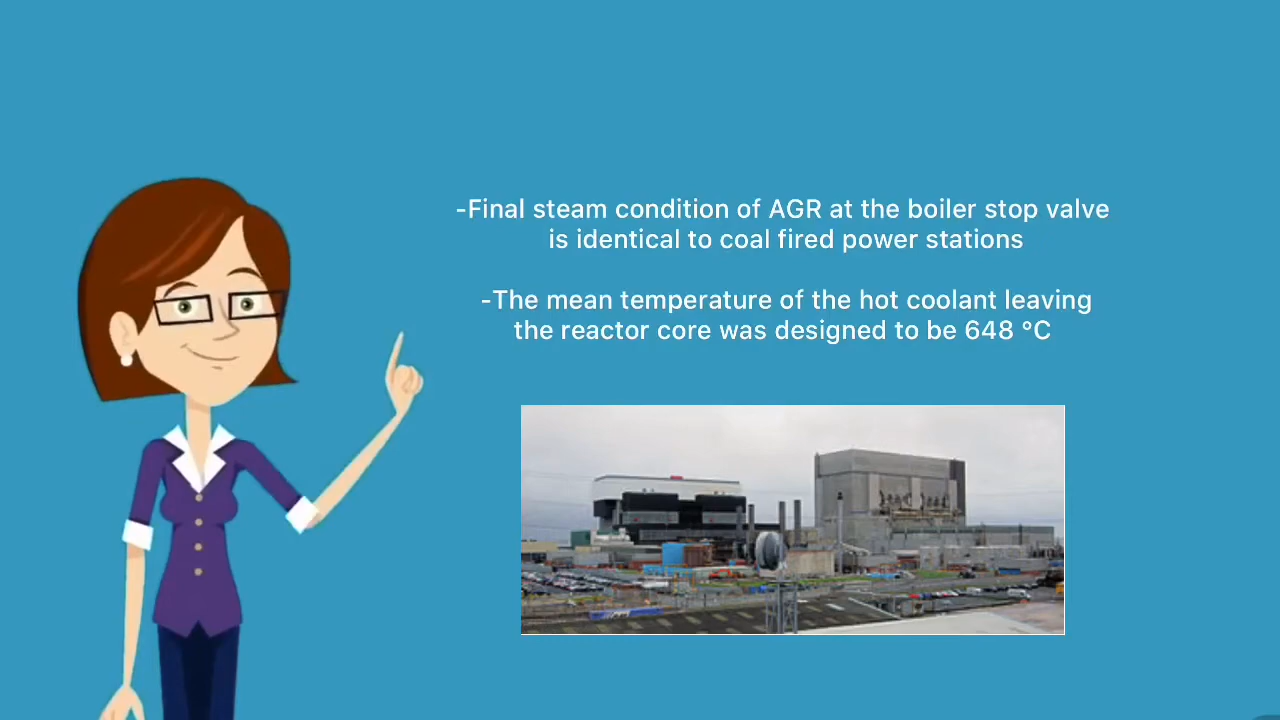 -Final steam condition of AGR at the boiler stop valve
is identical to coal fired power stations
-The mean temperature of the hot coolant leaving
the reactor core was designed to be 648 °C